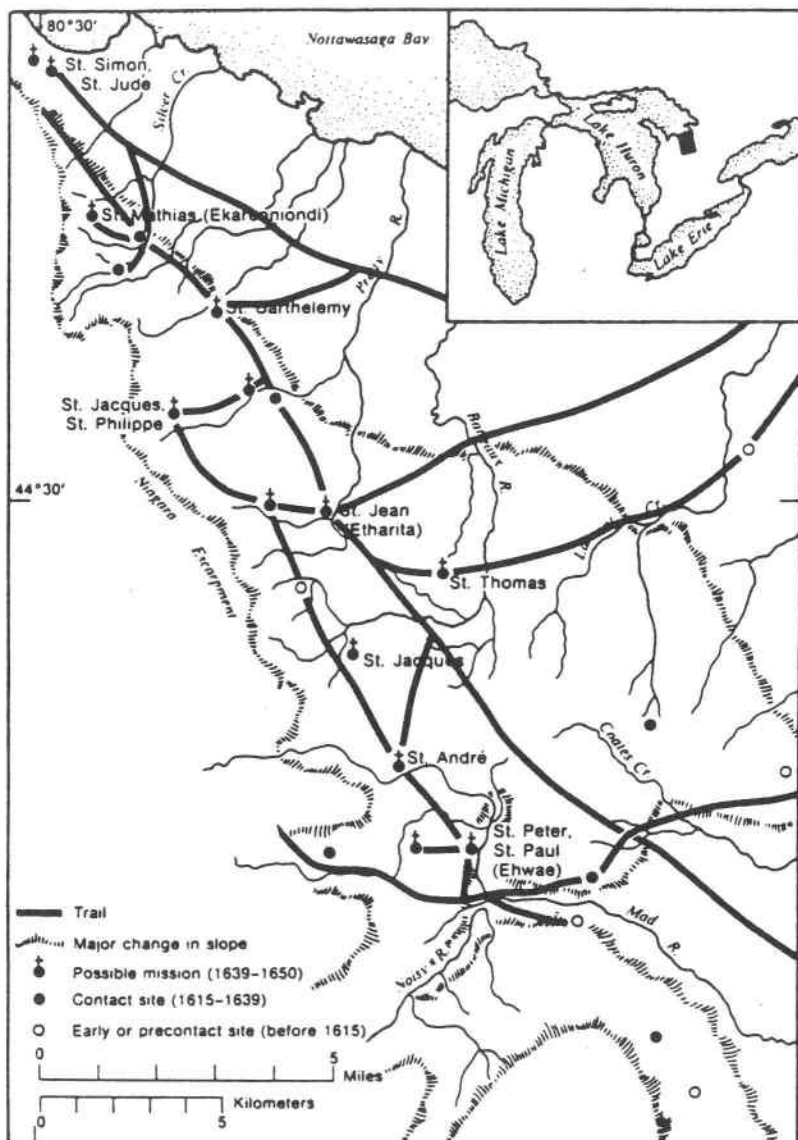 80°30'
Nottawasaga Bay
St. Simon,
St. Jude
Silver Cr.
Lake Huron
Lake Michigan
Lake Erie
St. Mathias (Ekarenniondi)
Pretty R.
St. Barthelemy
St. Jacques,
St. Philippe
Batteaux R.
44°30'
Niagara
Escarpment
St. Jean
(Etharita)
Cr.
St. Thomas
St. Jacques
Coates Cr.
St. André
St. Peter,
St. Paul
(Ehwae)
Mad
R.
Noisy R.
Trail
Major change in slope
Possible mission (1639–1650)
Contact site (1615–1639)
Early or precontact site (before 1615)
0
5
Miles
Kilometers
0
5